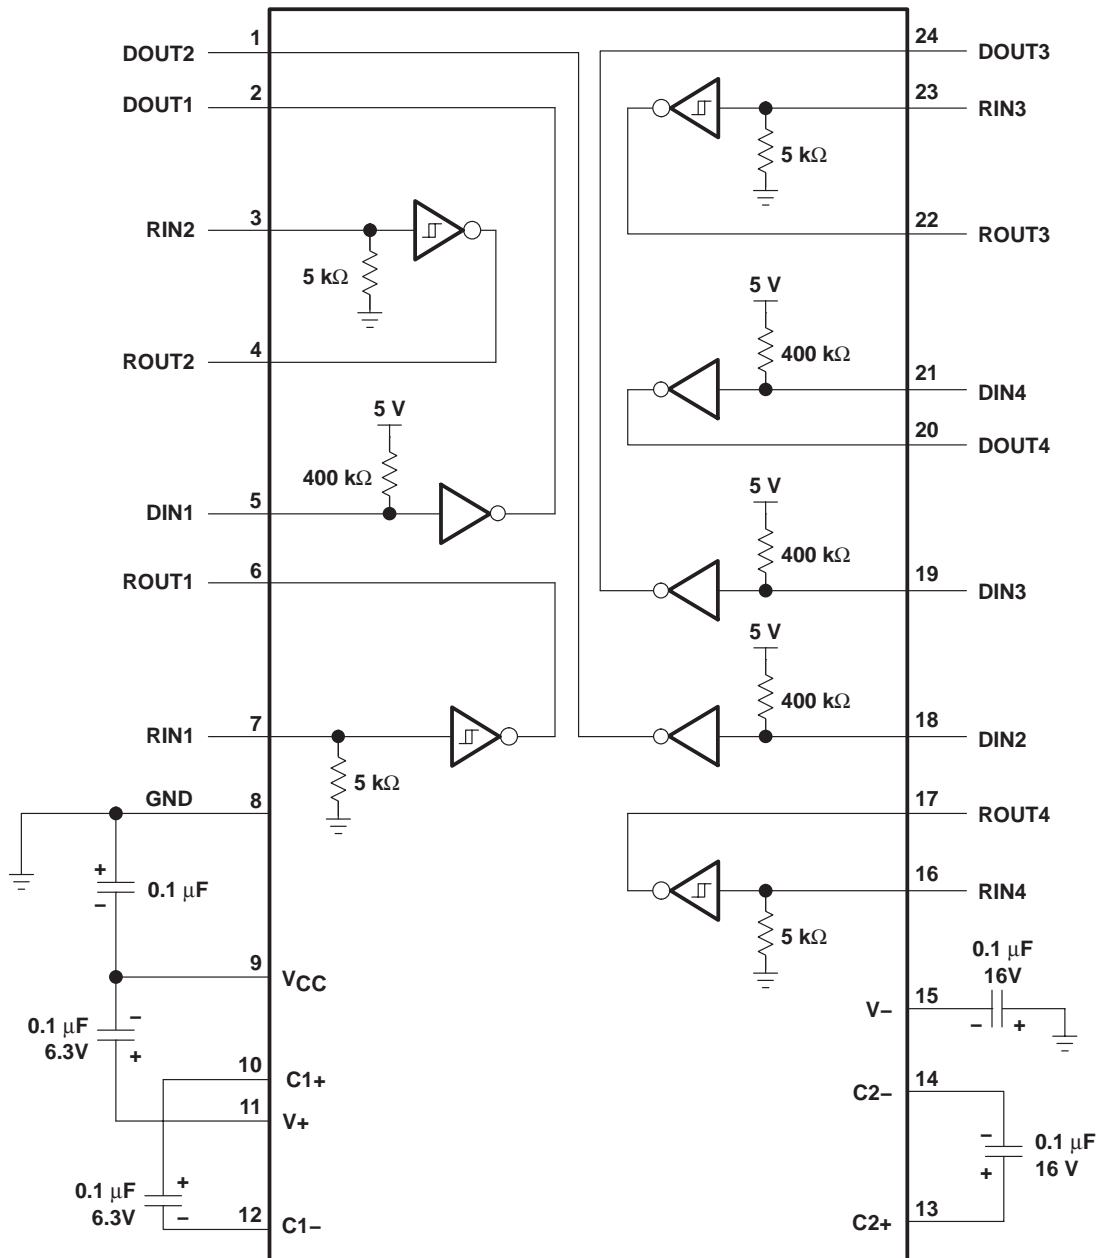 DOUT2 1
DOUT1 2
RIN2 3
5 kΩ
ROUT2 4
5 V
400 kΩ
DIN1 5
ROUT1 6
RIN1 7
5 kΩ
GND 8
+
0.1 μF
−
9 VCC
0.1 μF
6.3V
−
+
10 C1+
11 V+
0.1 μF
6.3V
+
−
12 C1−
24 DOUT3
23 RIN3
5 kΩ
22 ROUT3
5 V
400 kΩ
21 DIN4
20 DOUT4
5 V
400 kΩ
19 DIN3
5 V
400 kΩ
18 DIN2
17 ROUT4
16 RIN4
5 kΩ
0.1 μF
16V
V− 15
− +
C2− 14
−
+
0.1 μF
16 V
C2+ 13